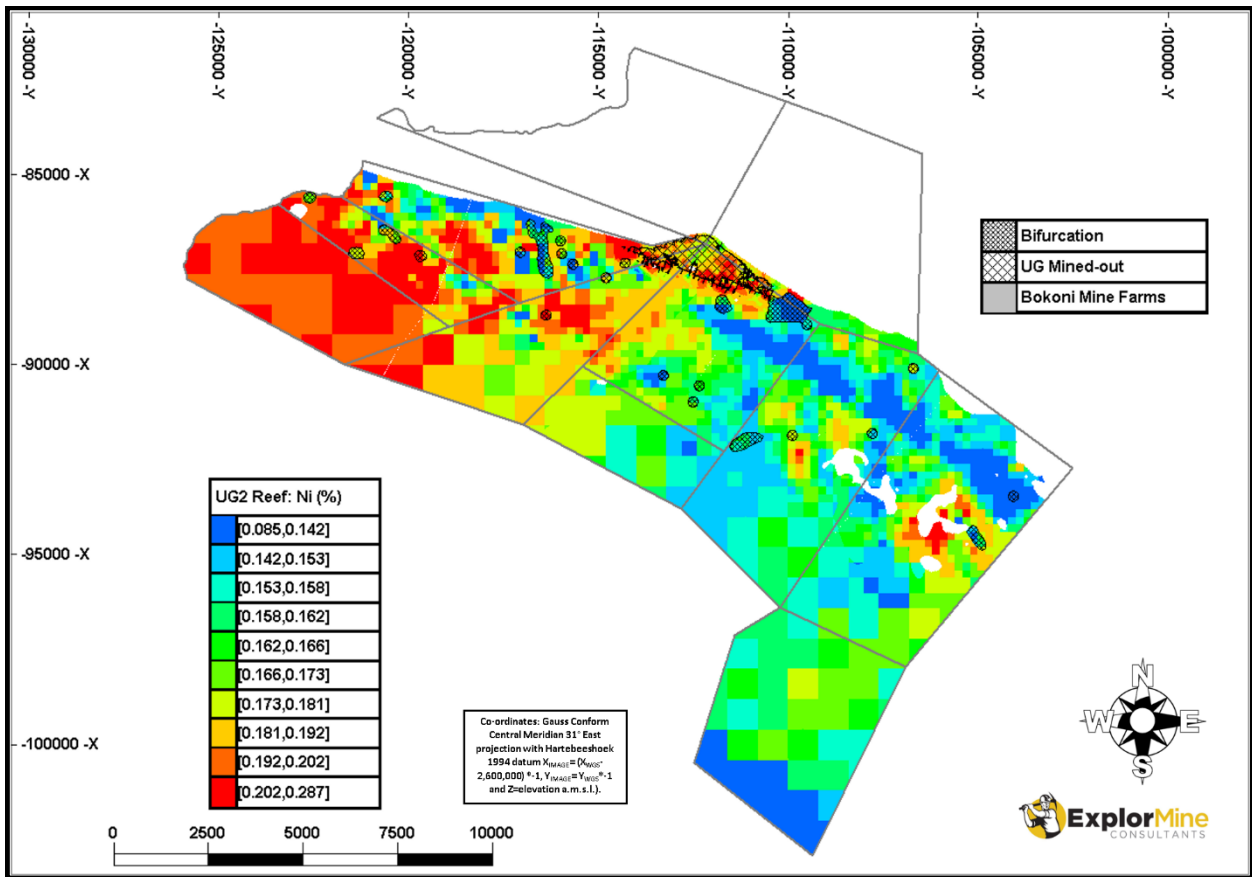 -130000 -Y
-125000 -Y
-120000 -Y
-115000 -Y
-110000 -Y
-105000 -Y
-100000 -Y
-85000 -X
-90000 -X
-95000 -X
-100000 -X
Bifurcation
UG Mined-out
Bokoni Mine Farms
UG2 Reef: Ni (%)
[0.085,0.142]
[0.142,0.153]
[0.153,0.158]
[0.158,0.162]
[0.162,0.166]
[0.166,0.173]
[0.173,0.181]
[0.181,0.192]
[0.192,0.202]
[0.202,0.287]
Co-ordinates: Gauss Conform
Central Meridian 31° East
projection with Hartebeeshoek
1994 datum X IMAGE = (X WGS +
2,600,000) *-1, Y IMAGE = Y WGS *-1
and Z=elevation a.m.s.l.).
N
W E
S
0 2500 5000 7500 10000
ExplorMine
CONSULTANTS